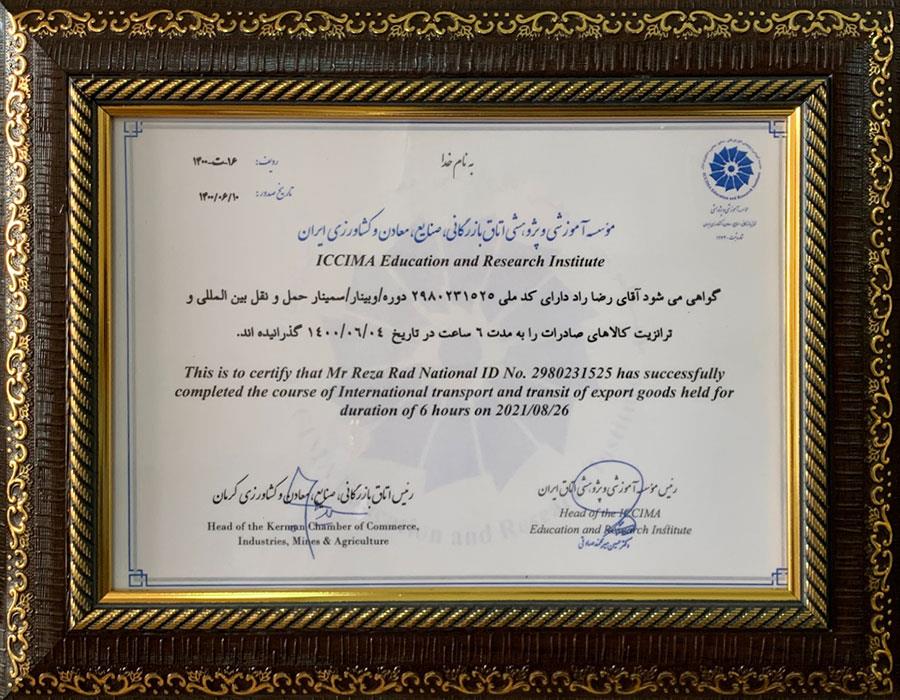 به نام خدا
ردیف: ۱۶-ت-۱۴۰۰
تاریخ صدور: ۱۴۰۰/۰۶/۱۰
مؤسسه آموزشی و پژوهشی اتاق بازرگانی، صنایع، معادن و کشاورزی ایران
ICCIMA Education and Research Institute
گواهی می شود آقای رضا راد دارای کد ملی ۲۹۸۰۲۳۱۵۲۵ دوره/وبینار/سمینار حمل و نقل بین المللی و
ترانزیت کالاهای صادرات را به مدت ۶ ساعت در تاریخ ۱۴۰۰/۰۶/۰۴ گذرانیده اند.
This is to certify that Mr Reza Rad National ID No. 2980231525 has successfully
completed the course of International transport and transit of export goods held for
duration of 6 hours on 2021/08/26
رئیس مؤسسه آموزشی و پژوهشی اتاق ایران
Head of the ICCIMA
Education and Research Institute
رئیس اتاق بازرگانی، صنایع، معادن و کشاورزی کرمان
Head of the Kerman Chamber of Commerce,
Industries, Mines & Agriculture